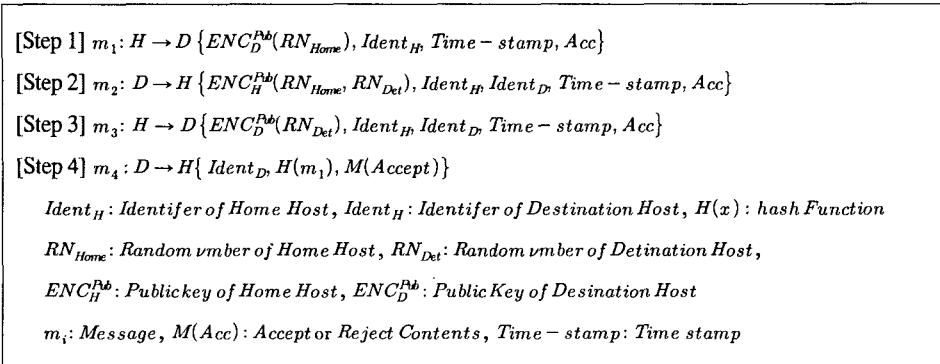 [Step 1] m₁: H → D {ENC_D^Pub(RN_Home), Ident_H, Time - stamp, Acc}
[Step 2] m₂: D → H {ENC_H^Pub(RN_Home, RN_Det), Ident_H, Ident_D, Time - stamp, Acc}
[Step 3] m₃: H → D{ENC_D^Pub(RN_Det), Ident_H, Ident_D, Time - stamp, Acc}
[Step 4] m₄: D → H{ Ident_D, H(m₁), M(Accept)}
Ident_H: Identifer of Home Host, Ident_H: Identifer of Destination Host, H(x): hash Function
RN_Home: Random νmber of Home Host, RN_Det: Random νmber of Detination Host,
ENC_H^Pub: Publickey of Home Host, ENC_D^Pub: Public Key of Desination Host
m_i: Message, M(Acc): Accept or Reject Contents, Time - stamp: Time stamp